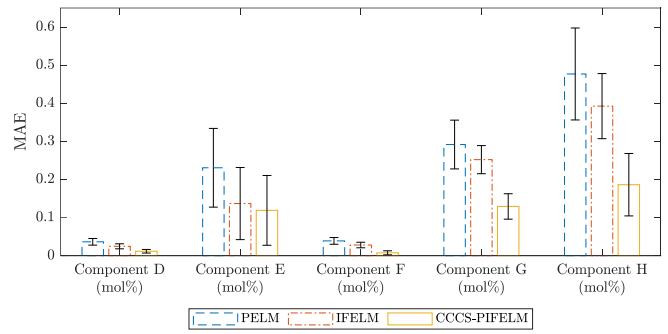 0.6
0.5
0.4
0.3
0.2
0.1
0
MAE
Component D
(mol%)
Component E
(mol%)
Component F
(mol%)
Component G
(mol%)
Component H
(mol%)
PELM
IFELM
CCCS-PIFELM